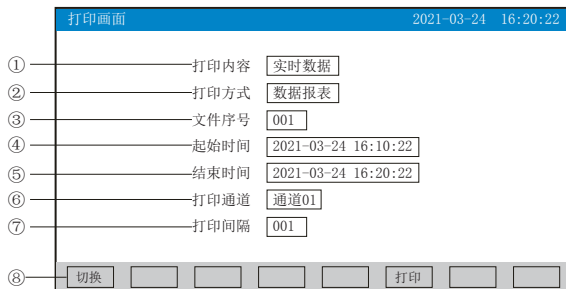 打印画面 2021-03-24 16:20:22
① 打印内容 实时数据
② 打印方式 数据报表
③ 文件序号 001
④ 起始时间 2021-03-24 16:10:22
⑤ 结束时间 2021-03-24 16:20:22
⑥ 打印通道 通道01
⑦ 打印间隔 001
⑧ 切换 打印